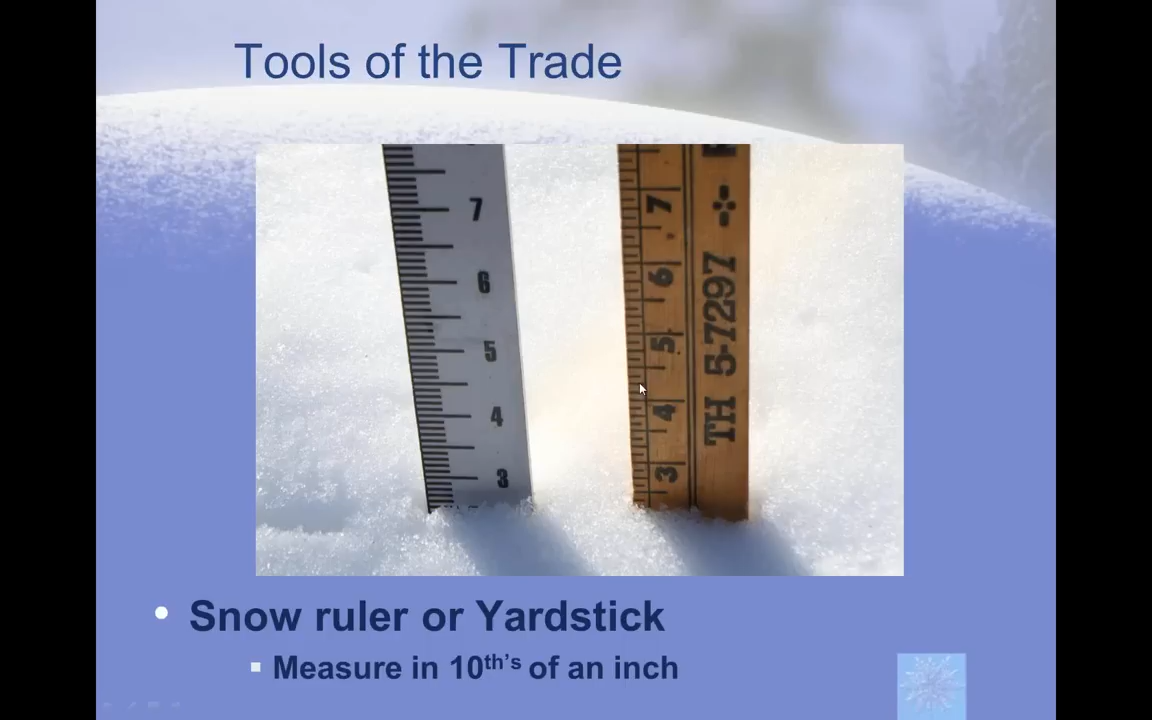 Tools of the Trade
7
6
5
4
3
7
6
5
4
3
TH 5-7297
• Snow ruler or Yardstick
▪ Measure in 10th's of an inch